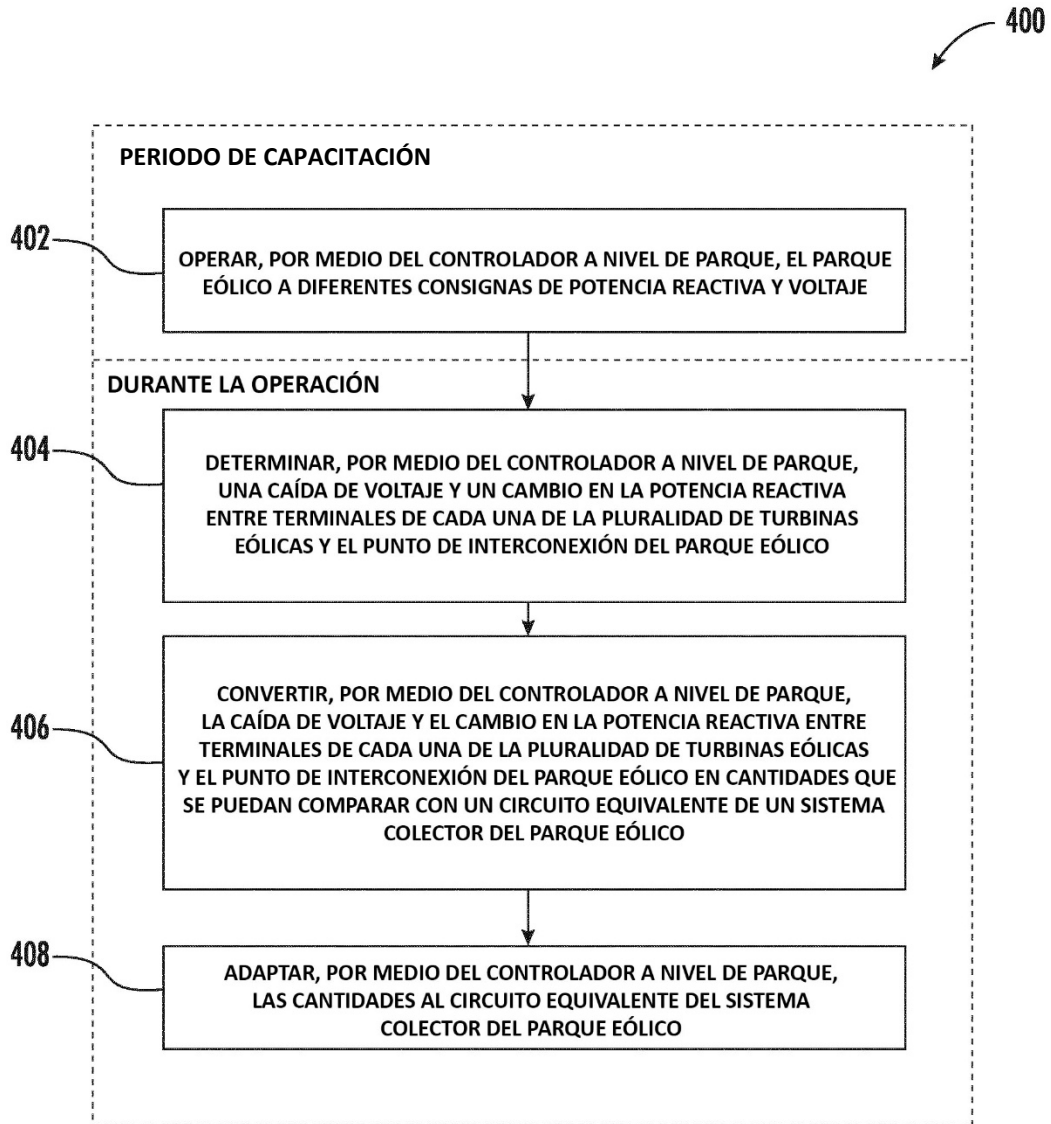 400
PERIODO DE CAPACITACIÓN
402
OPERAR, POR MEDIO DEL CONTROLADOR A NIVEL DE PARQUE, EL PARQUE
EÓLICO A DIFERENTES CONSIGNAS DE POTENCIA REACTIVA Y VOLTAJE
DURANTE LA OPERACIÓN
404
DETERMINAR, POR MEDIO DEL CONTROLADOR A NIVEL DE PARQUE,
UNA CAÍDA DE VOLTAJE Y UN CAMBIO EN LA POTENCIA REACTIVA
ENTRE TERMINALES DE CADA UNA DE LA PLURALIDAD DE TURBINAS
EÓLICAS Y EL PUNTO DE INTERCONEXIÓN DEL PARQUE EÓLICO
406
CONVERTIR, POR MEDIO DEL CONTROLADOR A NIVEL DE PARQUE,
LA CAÍDA DE VOLTAJE Y EL CAMBIO EN LA POTENCIA REACTIVA ENTRE
TERMINALES DE CADA UNA DE LA PLURALIDAD DE TURBINAS EÓLICAS
Y EL PUNTO DE INTERCONEXIÓN DEL PARQUE EÓLICO EN CANTIDADES QUE
SE PUEDAN COMPARAR CON UN CIRCUITO EQUIVALENTE DE UN SISTEMA
COLECTOR DEL PARQUE EÓLICO
408
ADAPTAR, POR MEDIO DEL CONTROLADOR A NIVEL DE PARQUE,
LAS CANTIDADES AL CIRCUITO EQUIVALENTE DEL SISTEMA
COLECTOR DEL PARQUE EÓLICO